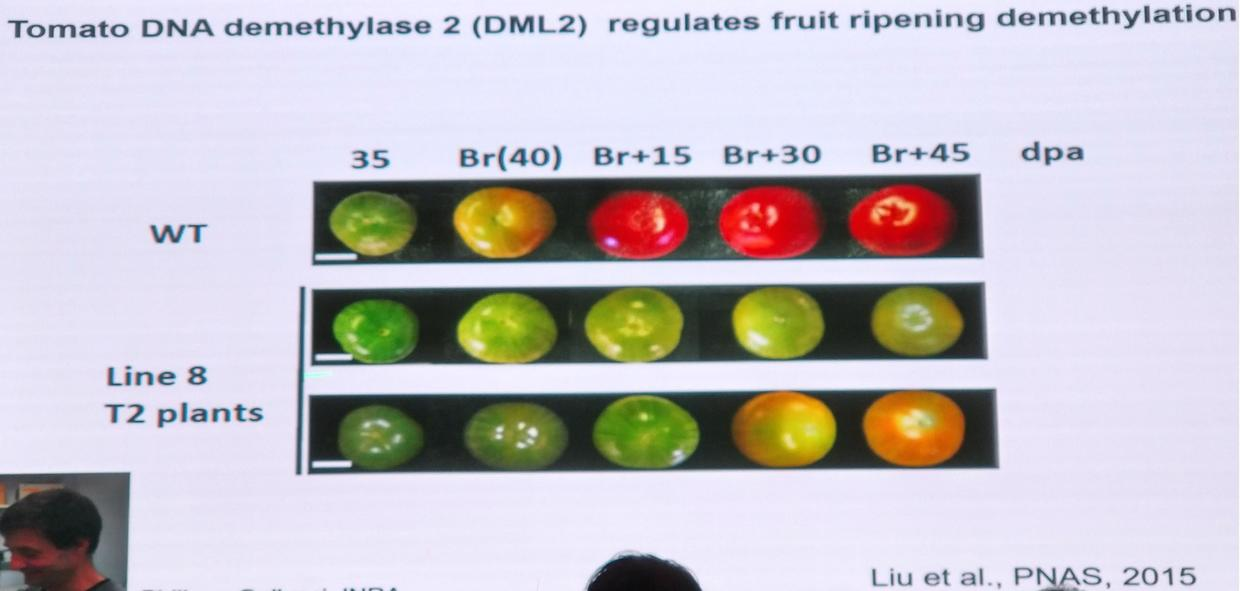 Tomato DNA demethylase 2 (DML2) regulates fruit ripening demethylation
35 Br(40) Br+15 Br+30 Br+45 dpa
WT
Line 8
T2 plants
Liu et al., PNAS, 2015